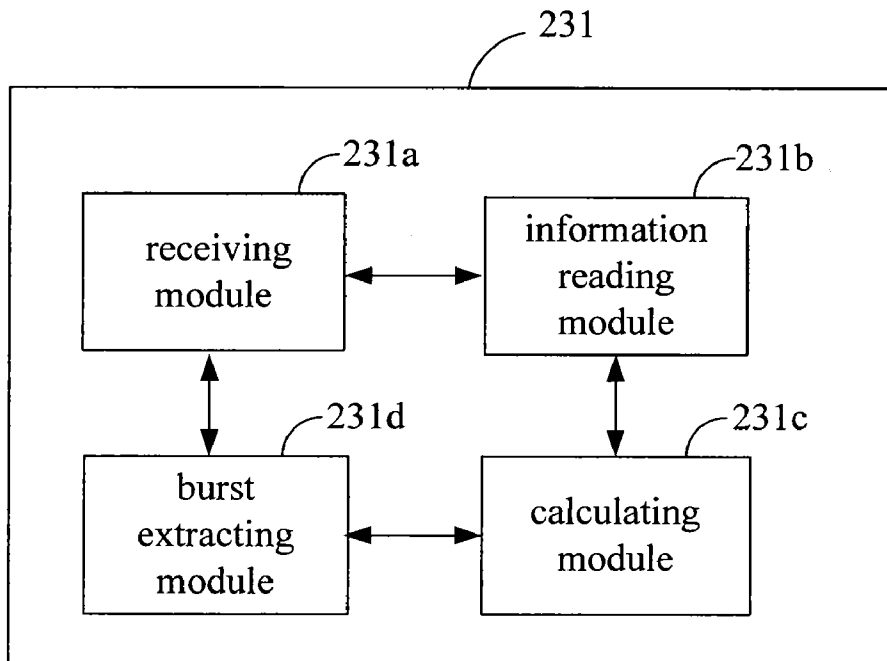 231
231a
231b
receiving
module
information
reading
module
231d
231c
burst
extracting
module
calculating
module